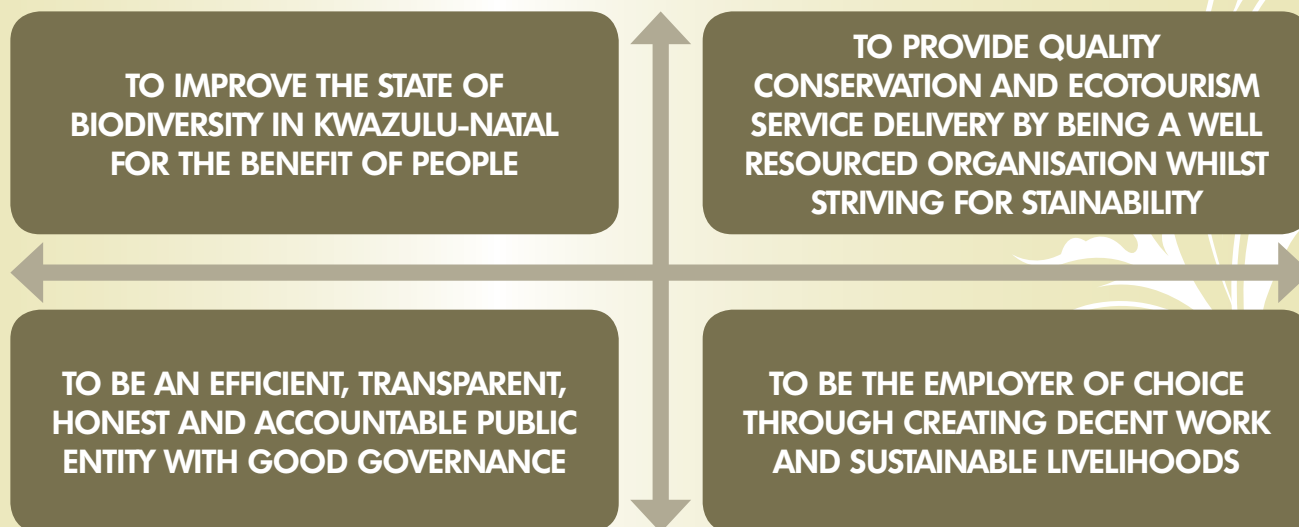 TO IMPROVE THE STATE OF
BIODIVERSITY IN KWAZULU-NATAL
FOR THE BENEFIT OF PEOPLE
TO PROVIDE QUALITY
CONSERVATION AND ECOTOURISM
SERVICE DELIVERY BY BEING A WELL
RESOURCED ORGANISATION WHILST
STRIVING FOR STAINABILITY
TO BE AN EFFICIENT, TRANSPARENT,
HONEST AND ACCOUNTABLE PUBLIC
ENTITY WITH GOOD GOVERNANCE
TO BE THE EMPLOYER OF CHOICE
THROUGH CREATING DECENT WORK
AND SUSTAINABLE LIVELIHOODS